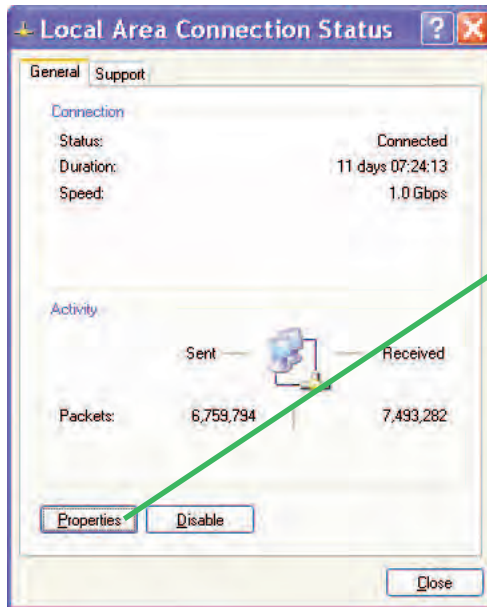 Local Area Connection Status
General Support
Connection
Status: Connected
Duration: 11 days 07:24:13
Speed: 1.0 Gbps
Activity
Sent Received
Packets: 6,759,794 7,493,282
Properties Disable
Close